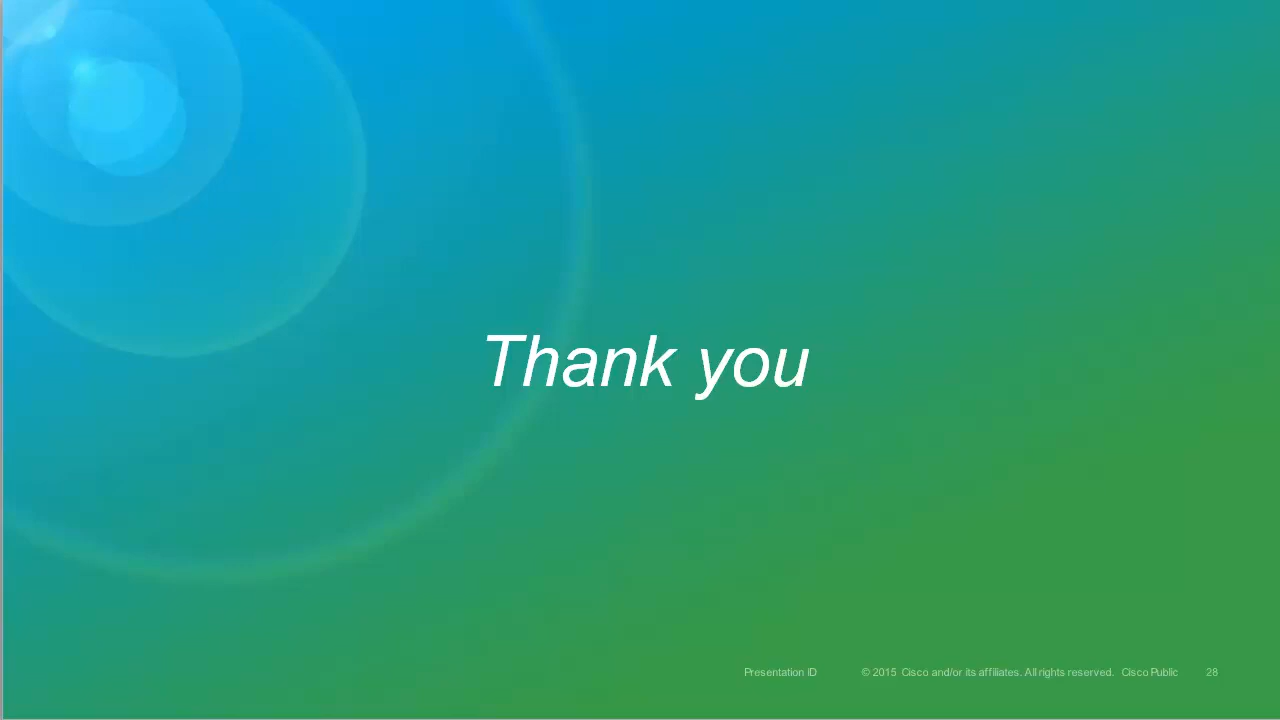 Thank you
Presentation ID © 2015 Cisco and/or its affiliates. All rights reserved. Cisco Public 28